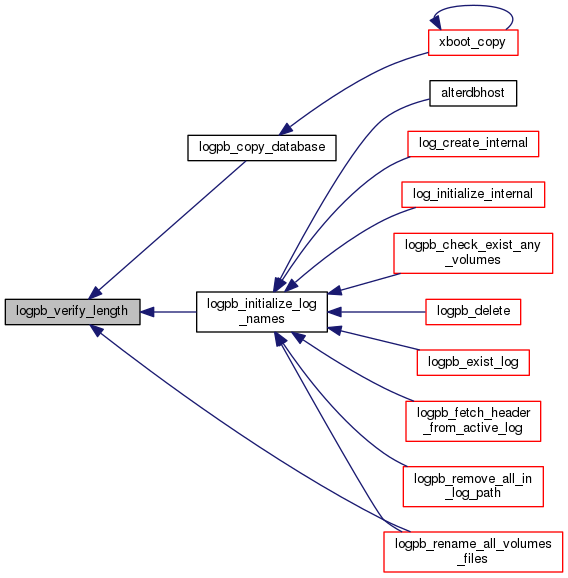 xboot_copy
alterdbhost
logpb_copy_database
log_create_internal
log_initialize_internal
logpb_check_exist_any
_volumes
logpb_verify_length
logpb_initialize_log
_names
logpb_delete
logpb_exist_log
logpb_fetch_header
_from_active_log
logpb_remove_all_in
_log_path
logpb_rename_all_volumes
_files